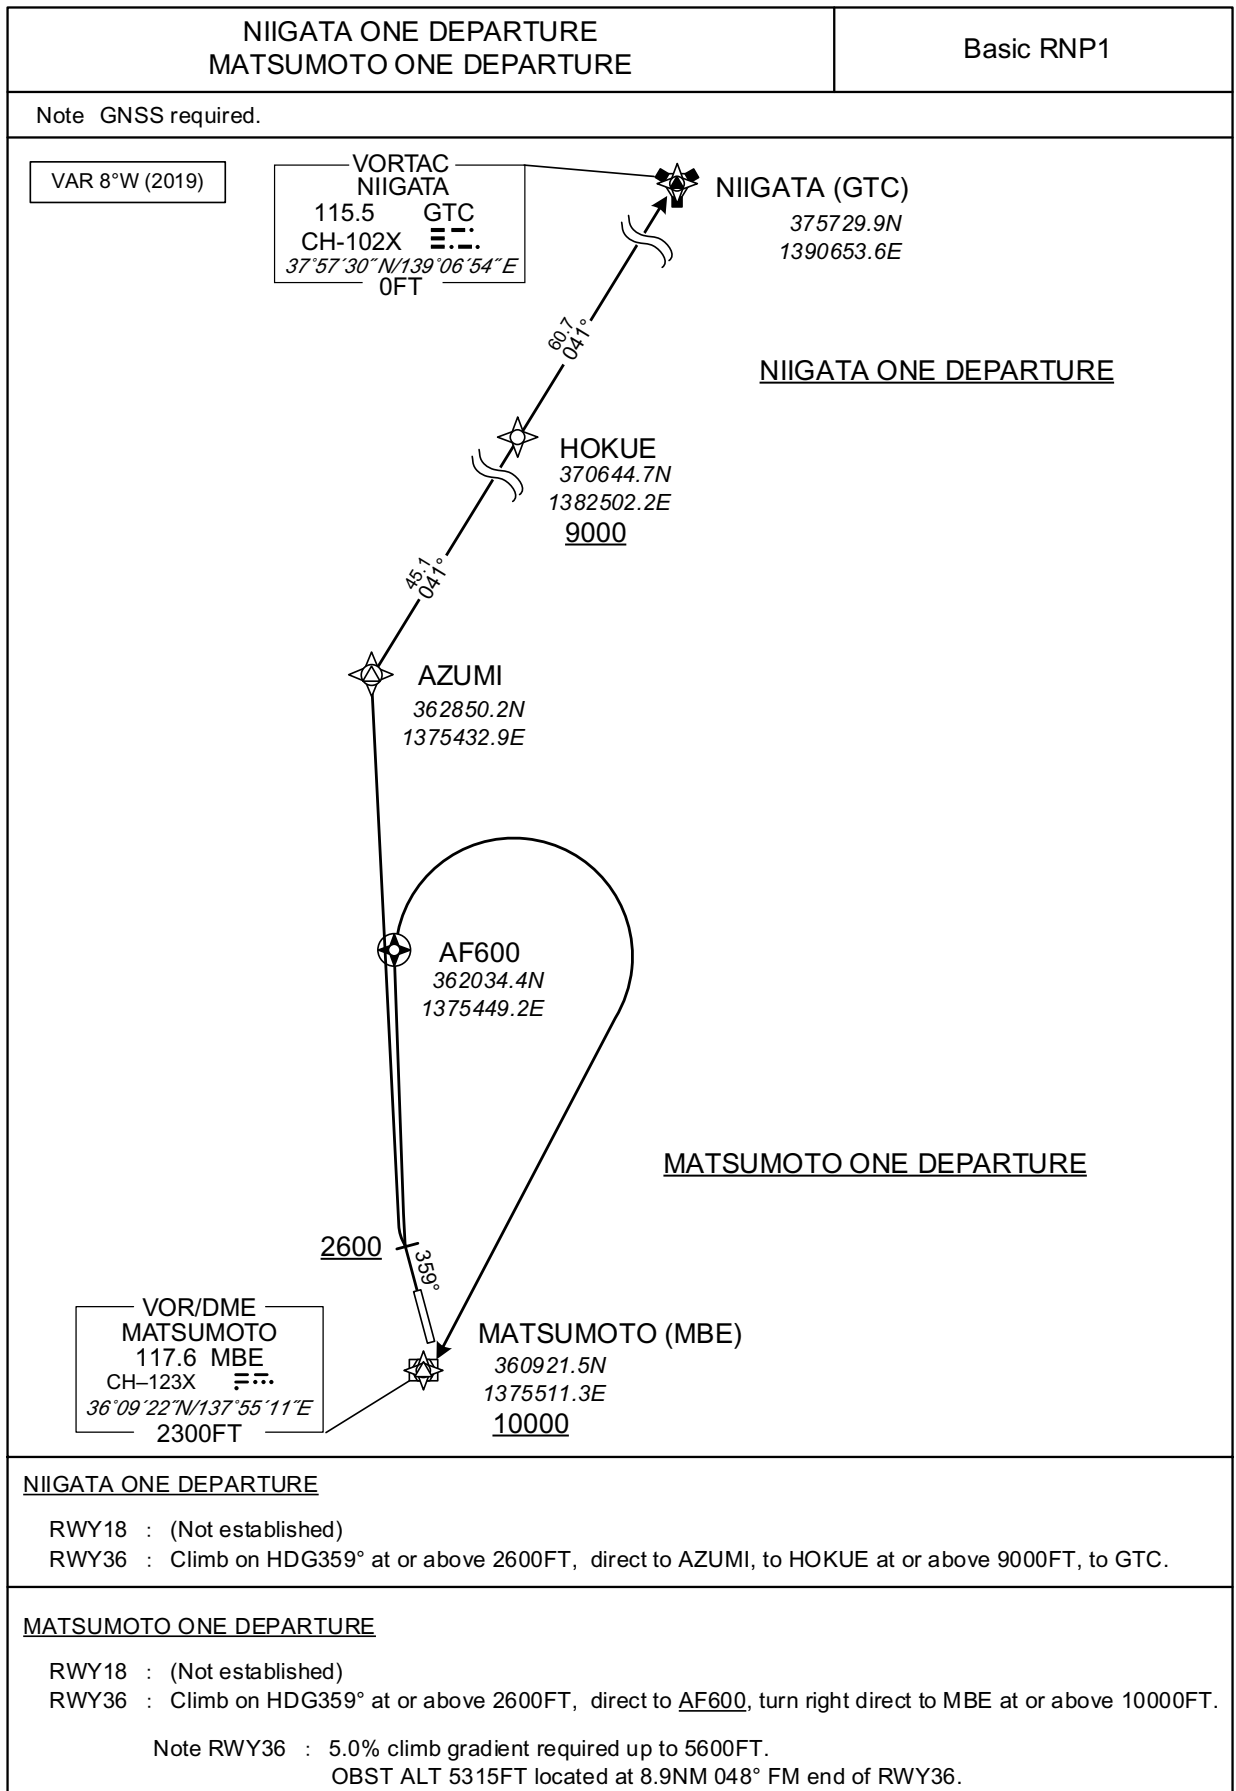 NIIGATA ONE DEPARTURE
MATSUMOTO ONE DEPARTURE
Basic RNP1
Note GNSS required.
VAR 8°W (2019)
VORTAC
NIIGATA
115.5 GTC
CH-102X
37°57´30˝N/139°06´54˝E
0FT
NIIGATA (GTC)
375729.9N
1390653.6E
60.7
041°
NIIGATA ONE DEPARTURE
HOKUE
370644.7N
1382502.2E
9000
45.1
041°
AZUMI
362850.2N
1375432.9E
AF600
362034.4N
1375449.2E
MATSUMOTO ONE DEPARTURE
2600
359°
VOR/DME
MATSUMOTO
117.6 MBE
CH–123X
36°09´22˝N/137°55´11˝E
2300FT
MATSUMOTO (MBE)
360921.5N
1375511.3E
10000
NIIGATA ONE DEPARTURE
RWY18 : (Not established)
RWY36 : Climb on HDG359° at or above 2600FT, direct to AZUMI, to HOKUE at or above 9000FT, to GTC.
MATSUMOTO ONE DEPARTURE
RWY18 : (Not established)
RWY36 : Climb on HDG359° at or above 2600FT, direct to AF600, turn right direct to MBE at or above 10000FT.
Note RWY36 : 5.0% climb gradient required up to 5600FT.
OBST ALT 5315FT located at 8.9NM 048° FM end of RWY36.